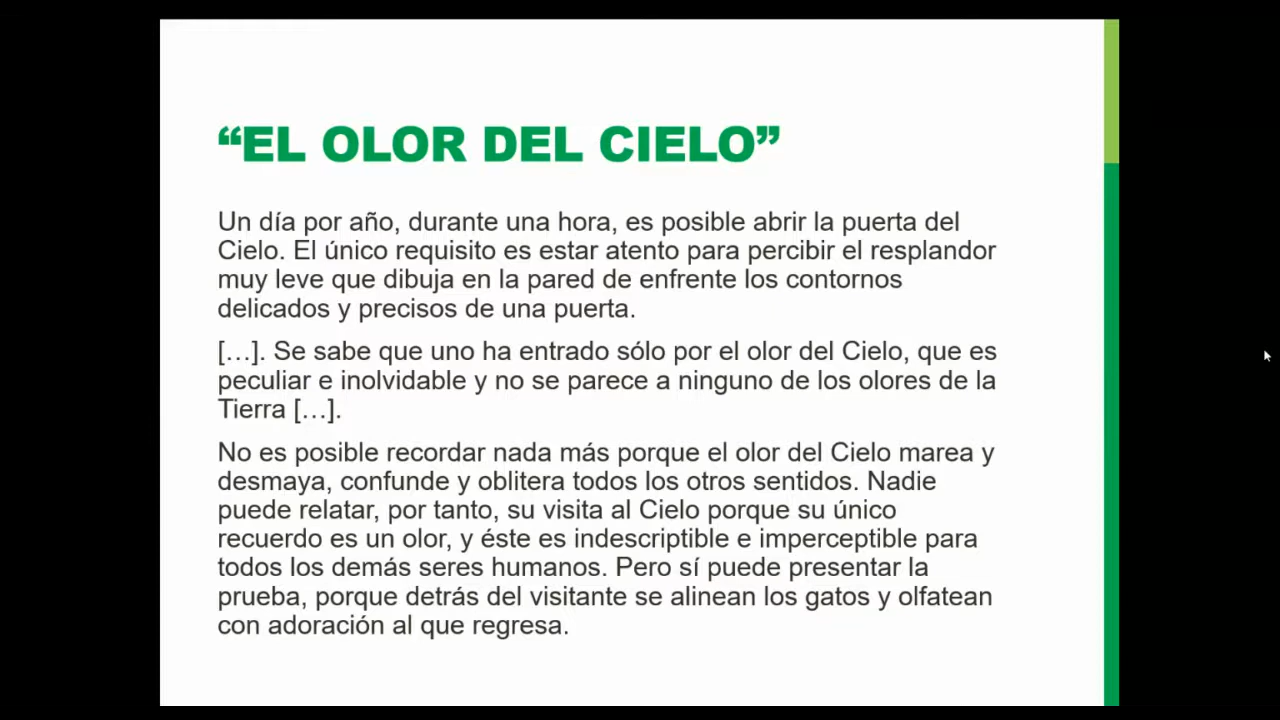 “EL OLOR DEL CIELO”
Un día por año, durante una hora, es posible abrir la puerta del
Cielo. El único requisito es estar atento para percibir el resplandor
muy leve que dibuja en la pared de enfrente los contornos
delicados y precisos de una puerta.
[…]. Se sabe que uno ha entrado sólo por el olor del Cielo, que es
peculiar e inolvidable y no se parece a ninguno de los olores de la
Tierra […].
No es posible recordar nada más porque el olor del Cielo marea y
desmaya, confunde y oblitera todos los otros sentidos. Nadie
puede relatar, por tanto, su visita al Cielo porque su único
recuerdo es un olor, y éste es indescriptible e imperceptible para
todos los demás seres humanos. Pero sí puede presentar la
prueba, porque detrás del visitante se alinean los gatos y olfatean
con adoración al que regresa.